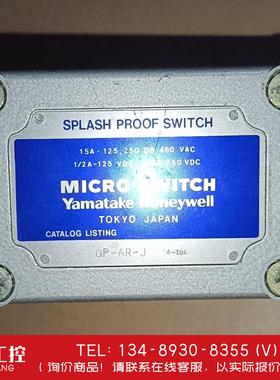 SPLASH PROOF SWITCH
15A-125,250 OR 480 VAC
1/2A-125 VDC 250 VDC
MICRO SWITCH
Yamatake Honeywell
TOKYO JAPAN
CATALOG LISTING
OP-AR-J
工控
TEL: 134-8930-8355 (V)
(询价商品!请联系在线客服,以实际报价